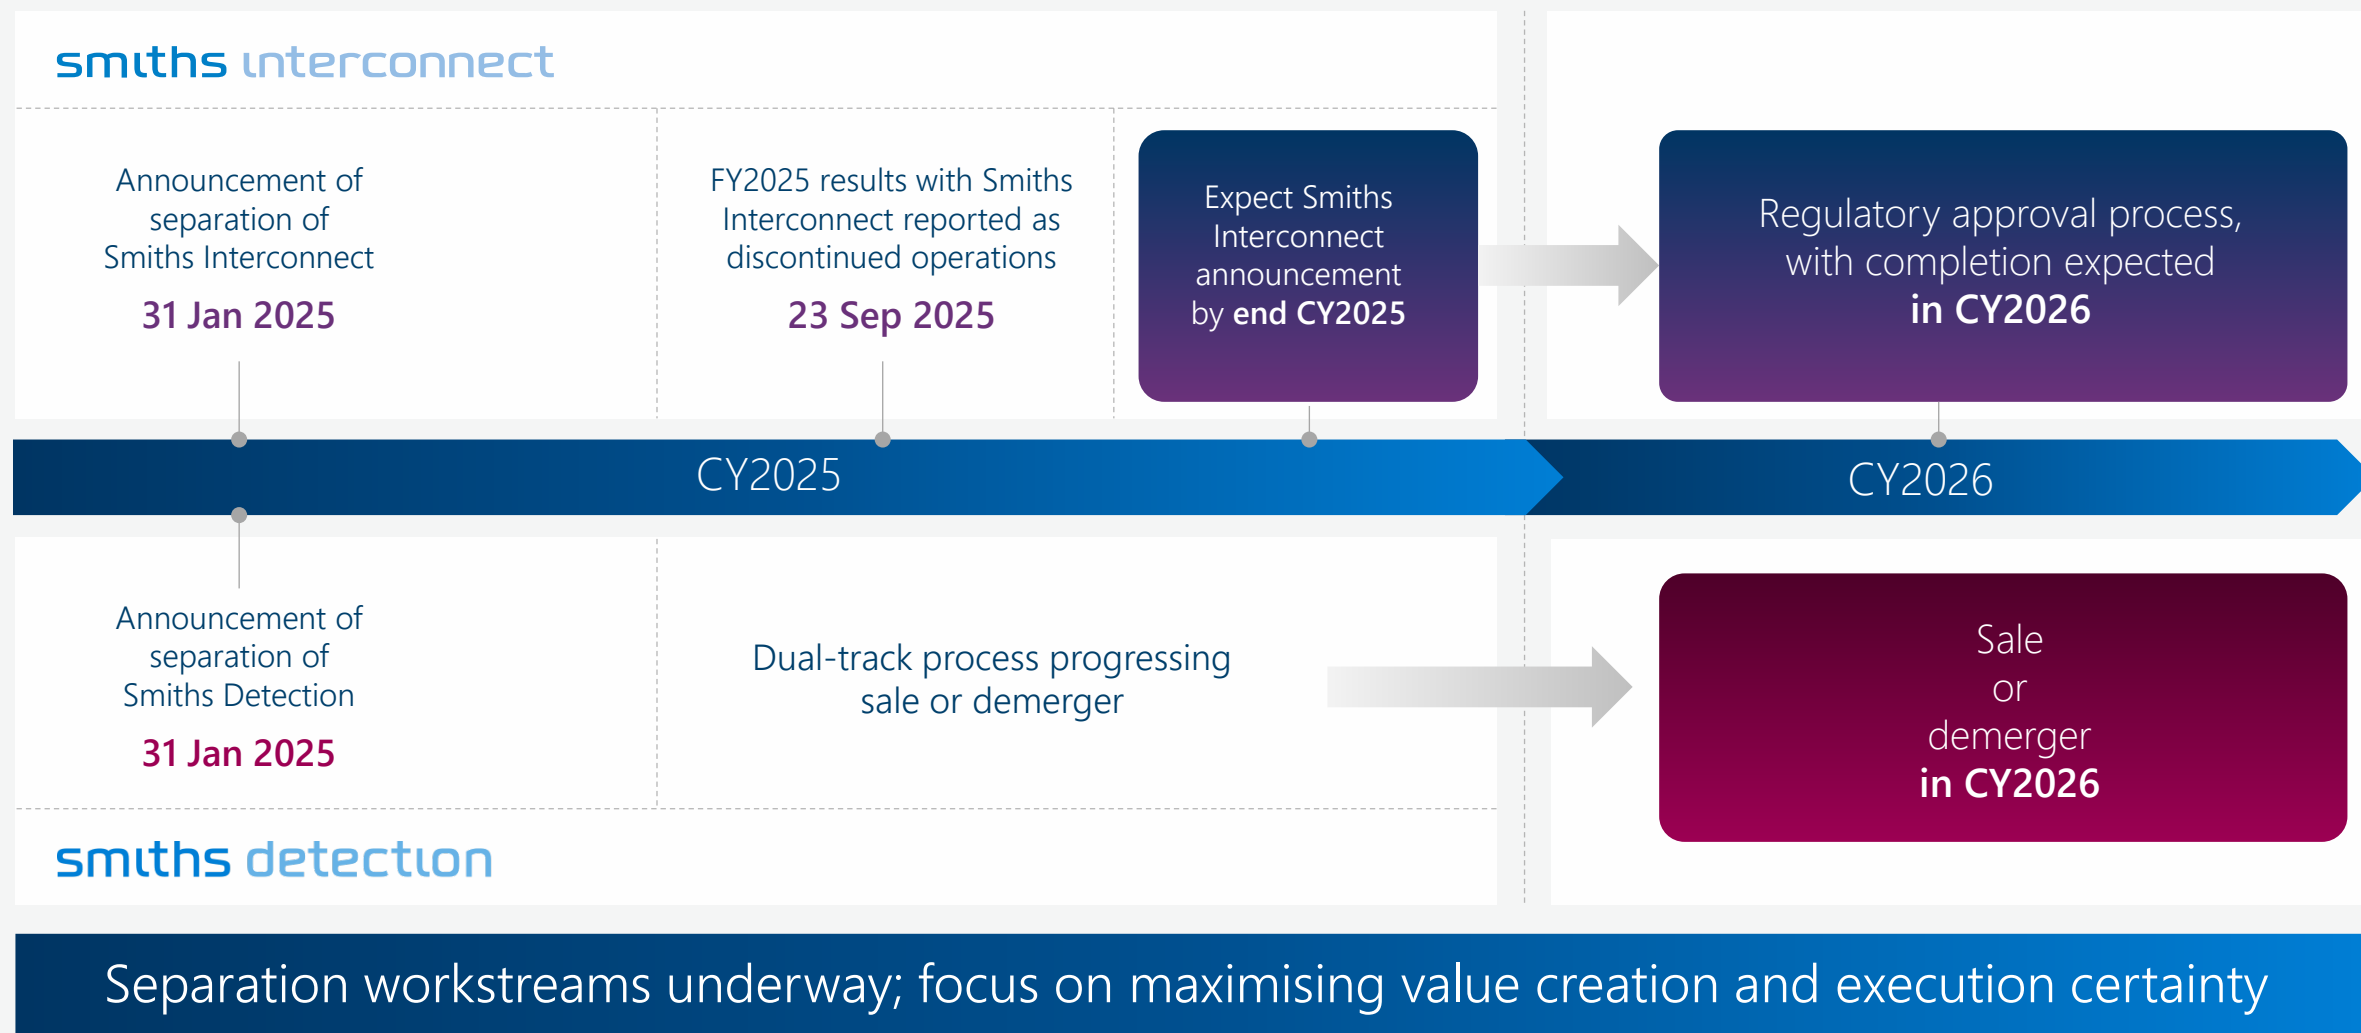 smiths interconnect
Announcement of
separation of
Smiths Interconnect
31 Jan 2025
FY2025 results with Smiths
Interconnect reported as
discontinued operations
23 Sep 2025
Expect Smiths
Interconnect
announcement
by end CY2025
Regulatory approval process,
with completion expected
in CY2026
CY2025
CY2026
Announcement of
separation of
Smiths Detection
31 Jan 2025
Dual-track process progressing
sale or demerger
Sale
or
demerger
in CY2026
smiths detection
Separation workstreams underway; focus on maximising value creation and execution certainty